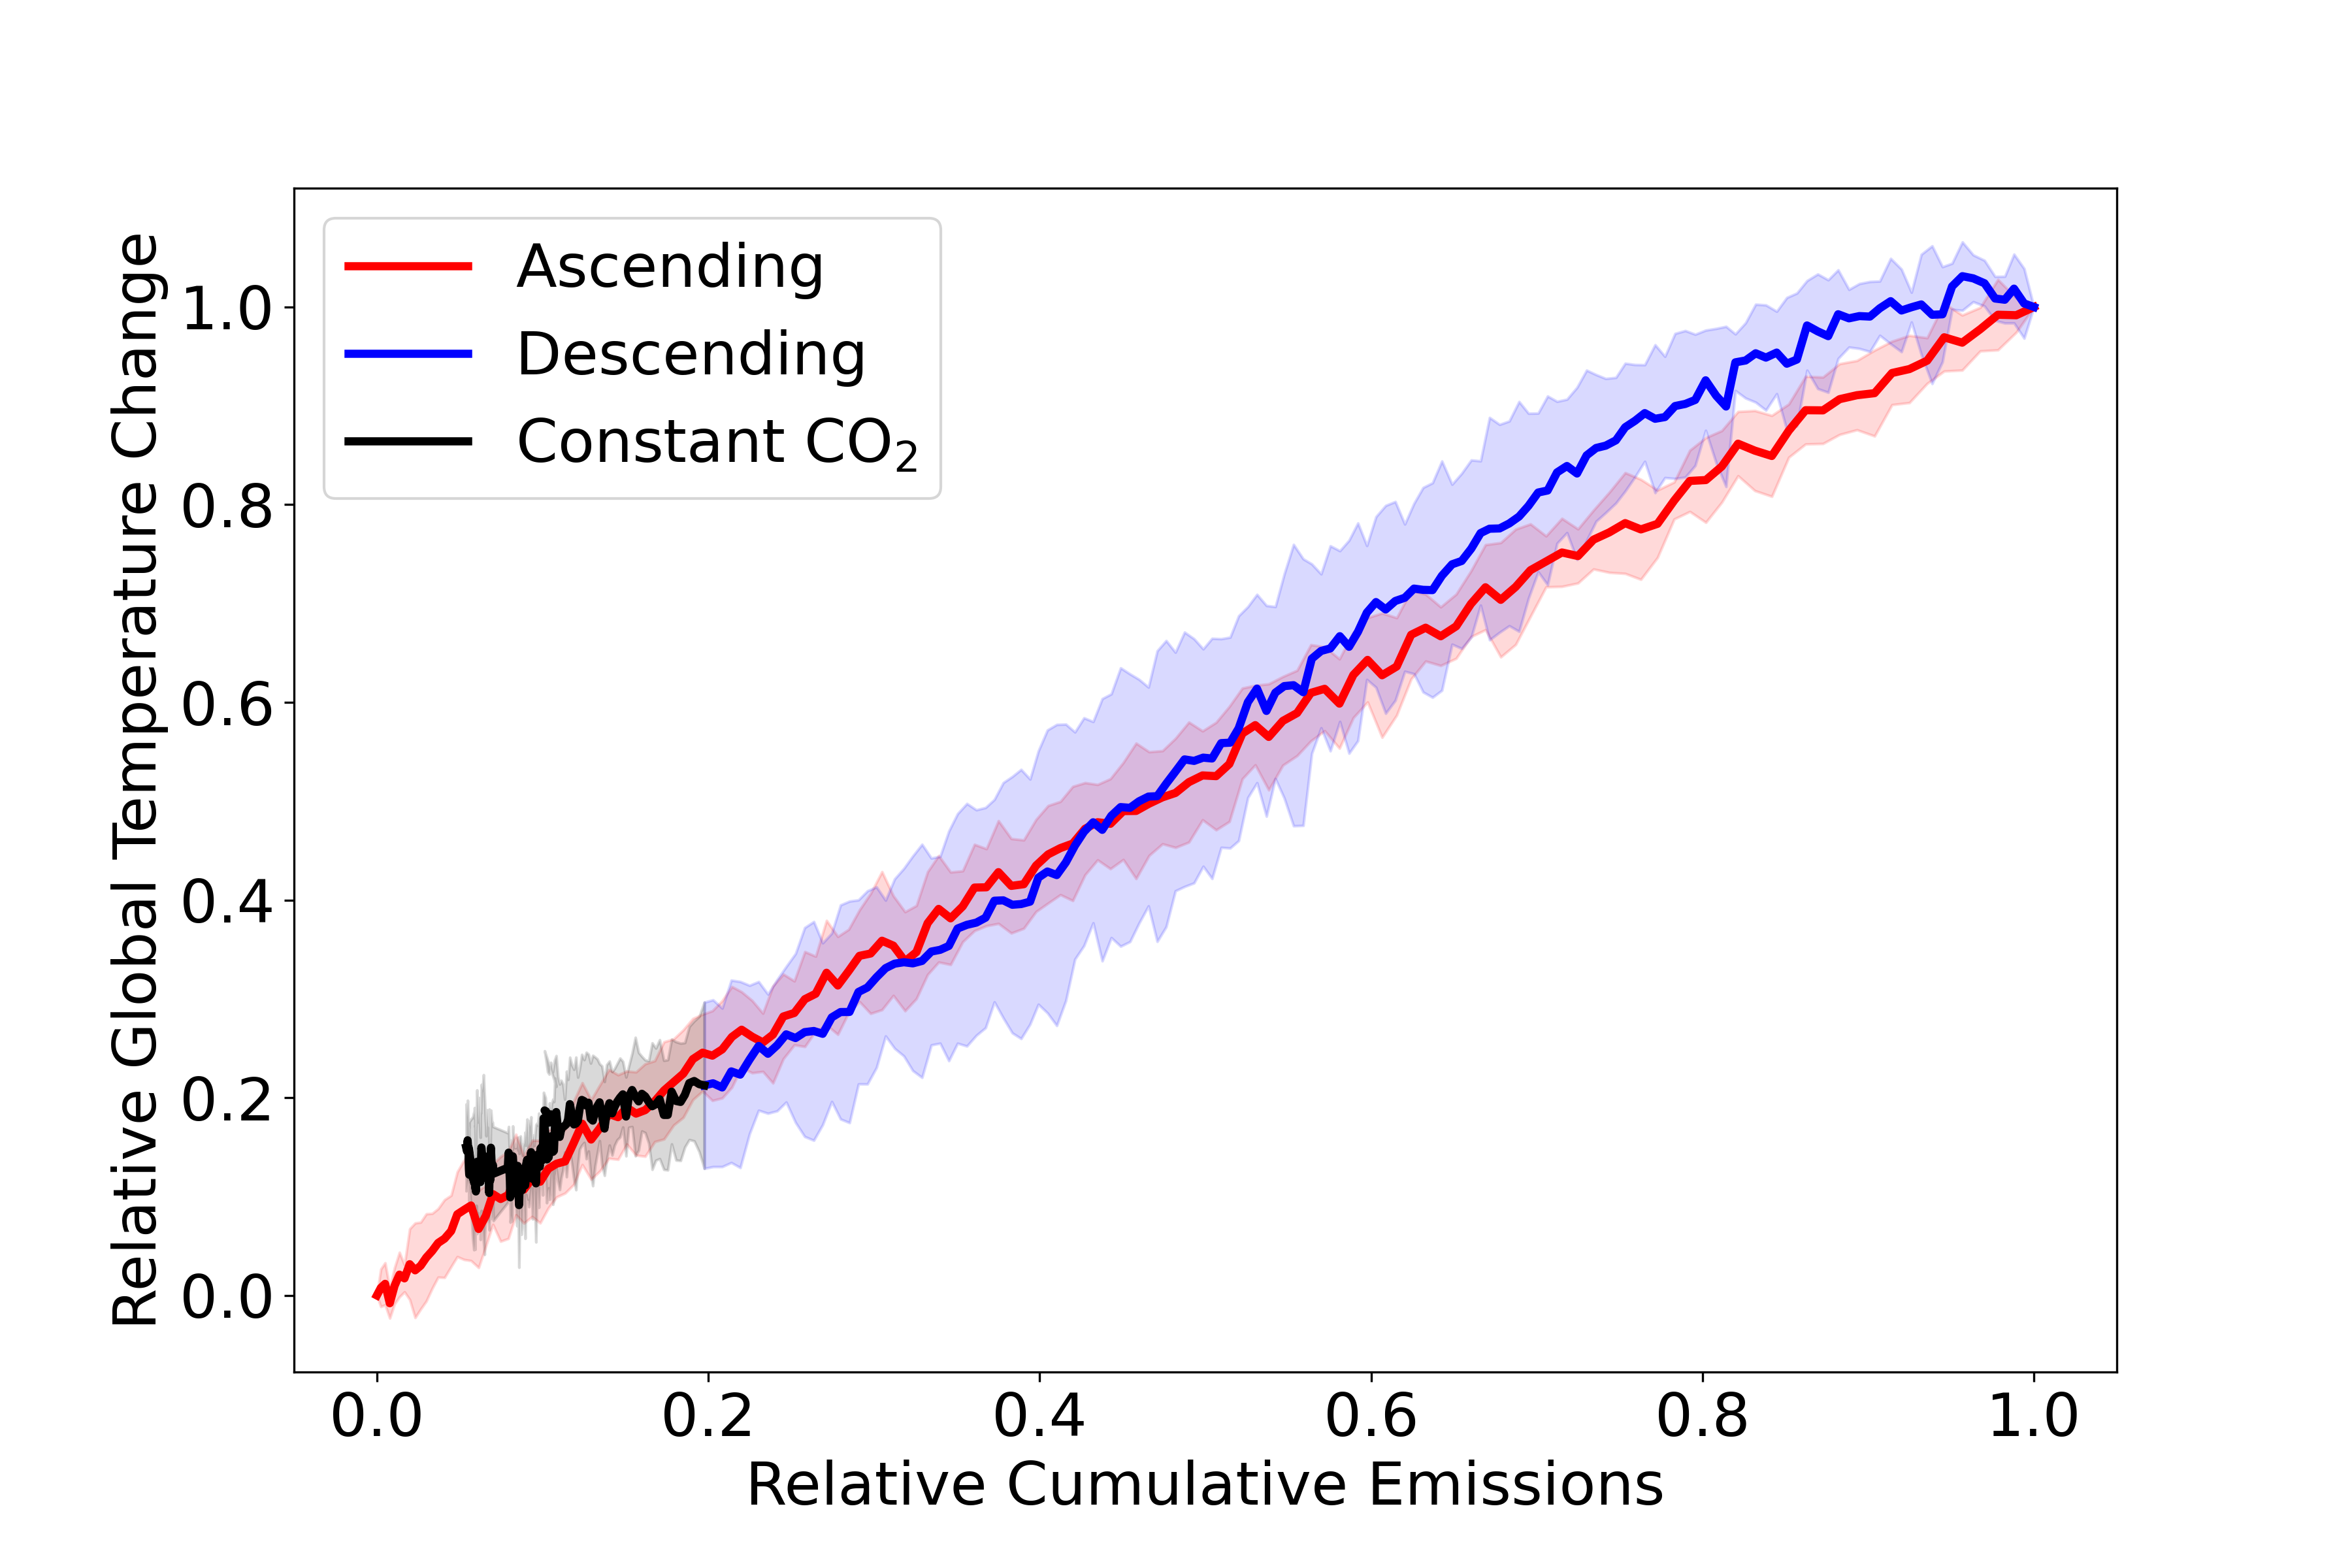 Ascending
Descending
Constant CO₂
Relative Global Temperature Change
1.0
0.8
0.6
0.4
0.2
0.0
0.0 0.2 0.4 0.6 0.8 1.0
Relative Cumulative Emissions